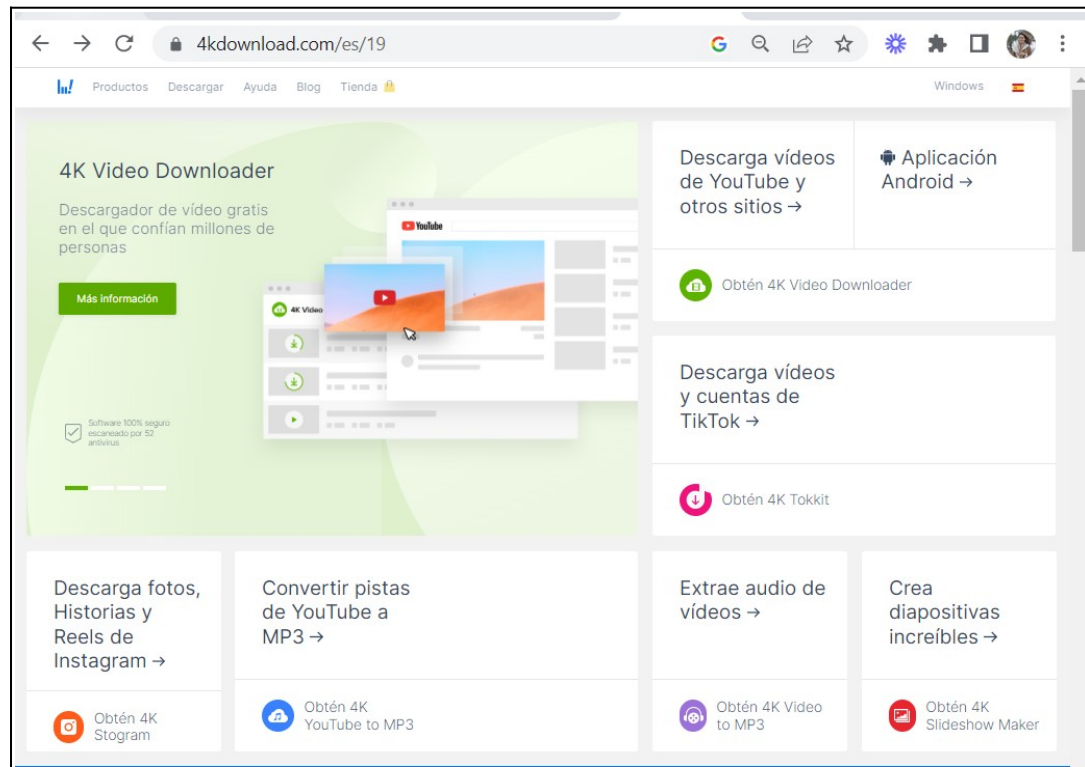 4kdownload.com/es/19
Productos Descargar Ayuda Blog Tienda
Windows
4K Video Downloader
Descargador de vídeo gratis
en el que confían millones de
personas
Más información
Software 100% seguro
escaneado por 52
antivirus
YouTube
4K Video
Descarga vídeos
de YouTube y
otros sitios →
Aplicación
Android →
Obtén 4K Video Downloader
Descarga vídeos
y cuentas de
TikTok →
Obtén 4K Tokkit
Descarga fotos,
Historias y
Reels de
Instagram →
Obtén 4K
Stogram
Convertir pistas
de YouTube a
MP3 →
Obtén 4K
YouTube to MP3
Extrae audio de
vídeos →
Obtén 4K Video
to MP3
Crea
diapositivas
increíbles →
Obtén 4K
Slideshow Maker